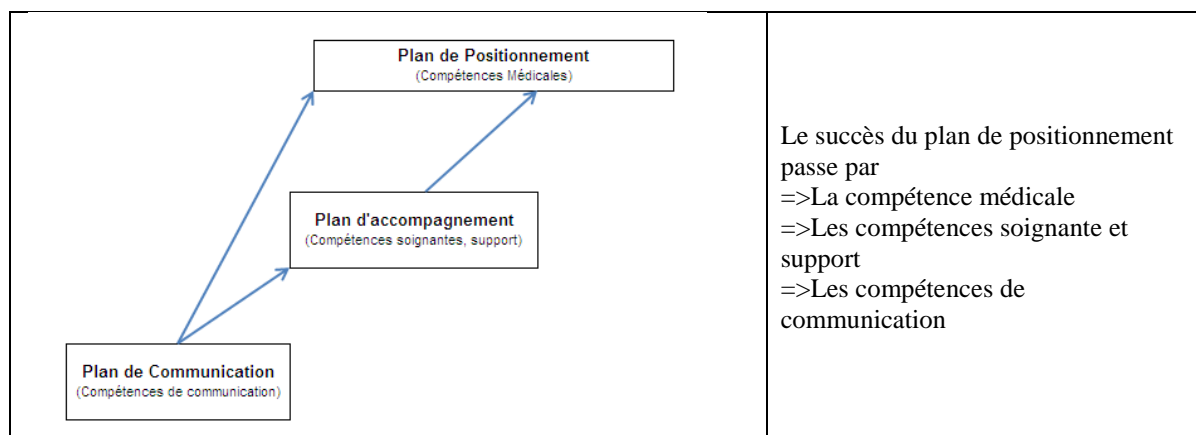 Plan de Positionnement
(Compétences Médicales)
Plan d'accompagnement
(Compétences soignantes, support)
Plan de Communication
(Compétences de communication)
Le succès du plan de positionnement
passe par
=>La compétence médicale
=>Les compétences soignante et
support
=>Les compétences de
communication